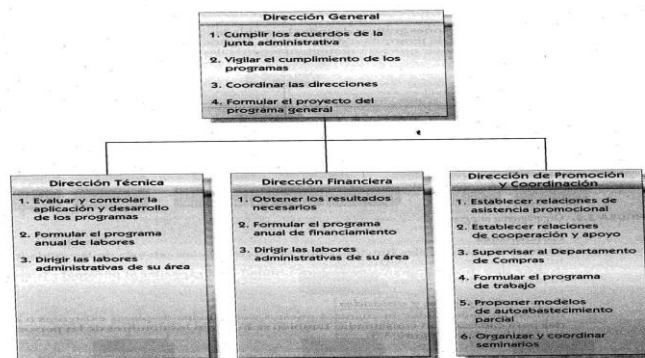 Dirección General
1. Cumplir los acuerdos de la
junta administrativa
2. Vigilar el cumplimiento de los
programas
3. Coordinar las direcciones
4. Formular el proyecto del
programa general
Dirección Técnica
1. Evaluar y controlar la
aplicación y desarrollo
de los programas
2. Formular el programa
anual de labores
3. Dirigir las labores
administrativas de su área
Dirección Financiera
1. Obtener los resultados
necesarios
2. Formular el programa
anual de financiamiento
3. Dirigir las labores
administrativas de su área
Dirección de Promoción
y Coordinación
1. Establecer relaciones de
asistencia promocional
2. Establecer relaciones
de cooperación y apoyo
3. Supervisar al Departamento
de Compras
4. Formular el programa
de trabajo
5. Proponer modelos
de autoabastecimiento
parcial
6. Organizar y coordinar
seminarios